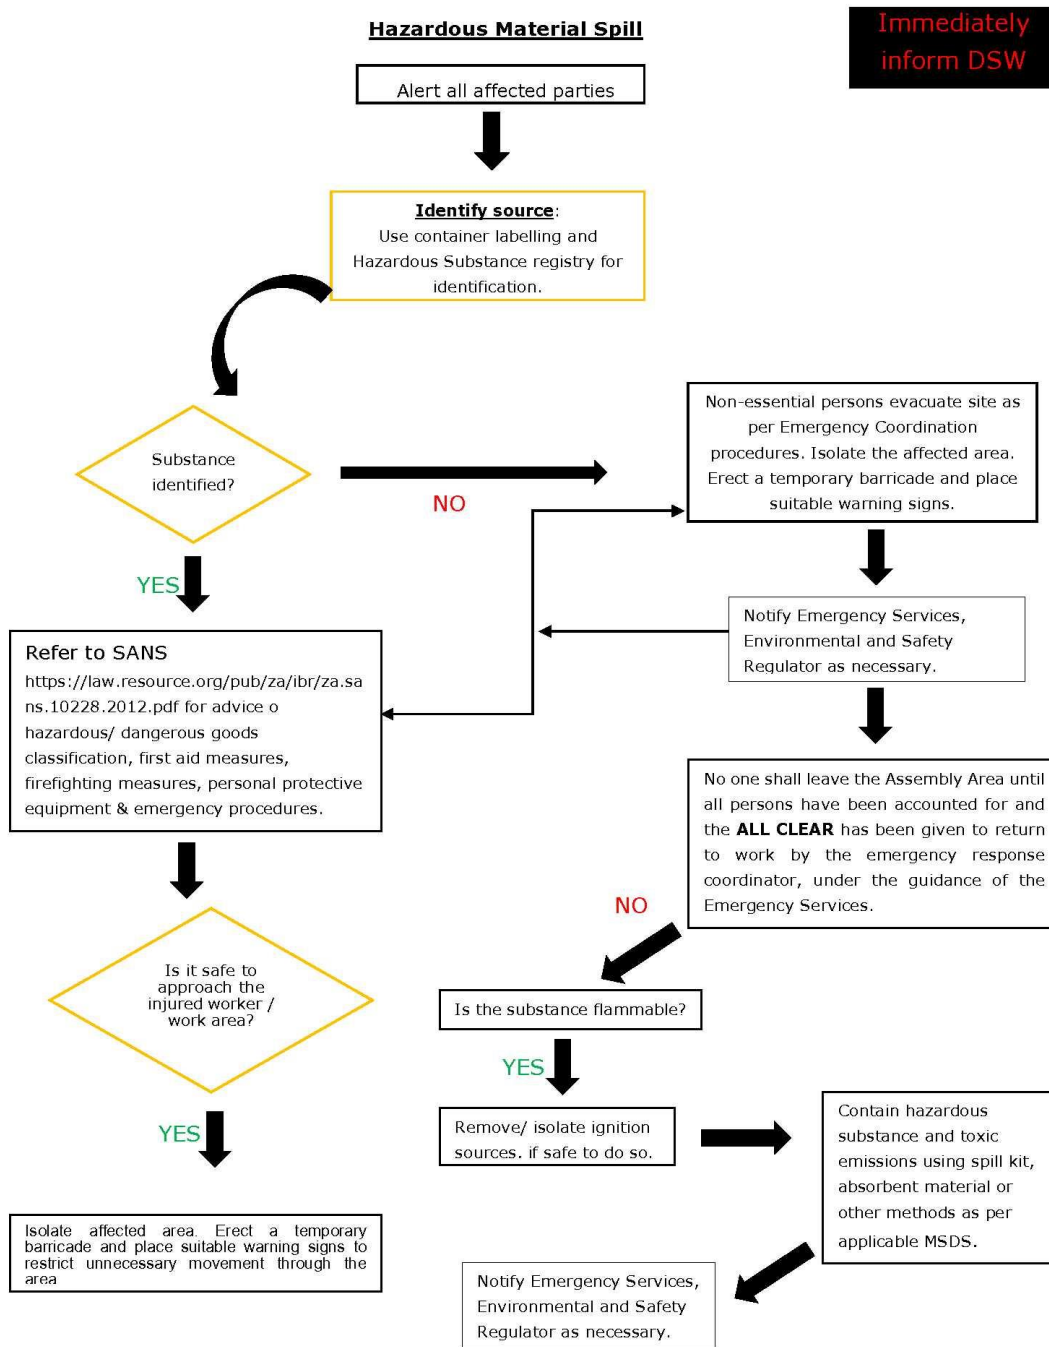 Hazardous Material Spill
Immediately
inform DSW
Alert all affected parties
Identify source:
Use container labelling and
Hazardous Substance registry for
identification.
Substance
identified?
NO
Non-essential persons evacuate site as
per Emergency Coordination
procedures. Isolate the affected area.
Erect a temporary barricade and place
suitable warning signs.
YES
Notify Emergency Services,
Environmental and Safety
Regulator as necessary.
Refer to SANS
https://law.resource.org/pub/za/ibr/za.sa
ns.10228.2012.pdf for advice o
hazardous/ dangerous goods
classification, first aid measures,
firefighting measures, personal protective
equipment & emergency procedures.
No one shall leave the Assembly Area until
all persons have been accounted for and
the ALL CLEAR has been given to return
to work by the emergency response
coordinator, under the guidance of the
Emergency Services.
NO
Is it safe to
approach the
injured worker /
work area?
Is the substance flammable?
YES
YES
Remove/ isolate ignition
sources. if safe to do so.
Contain hazardous
substance and toxic
emissions using spill kit,
absorbent material or
other methods as per
applicable MSDS.
Isolate affected area. Erect a temporary
barricade and place suitable warning signs to
restrict unnecessary movement through the
area
Notify Emergency Services,
Environmental and Safety
Regulator as necessary.